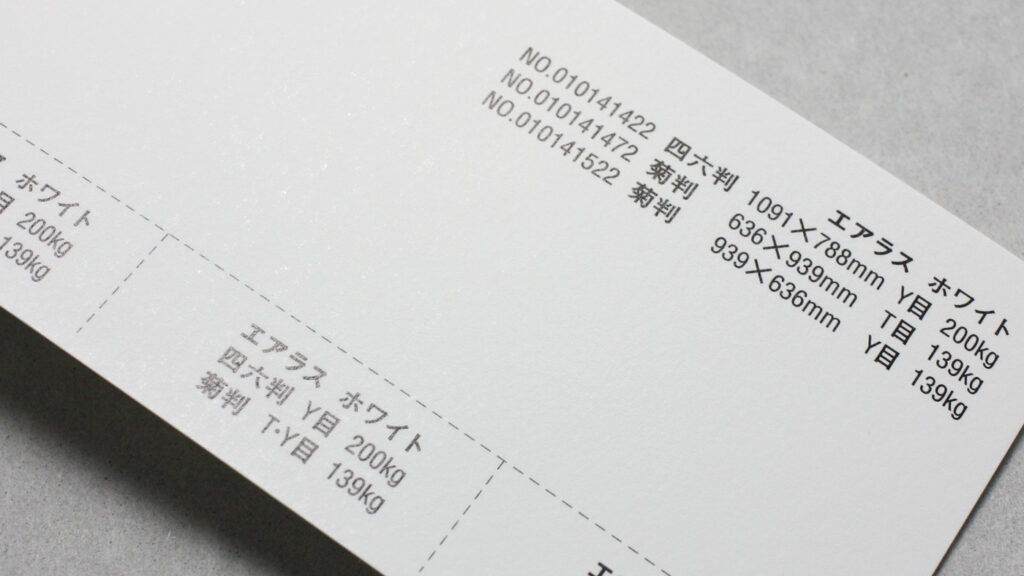 エアラス ホワイト
NO.010141422 四六判 1091×788mm Y目 200kg
NO.010141472 菊判 636×939mm T目 139kg
NO.010141522 菊判 939×636mm Y目 139kg
ホワイト
目 200kg
139kg
エアラス ホワイト
四六判 Y目 200kg
菊判 T・Y目 139kg
エ